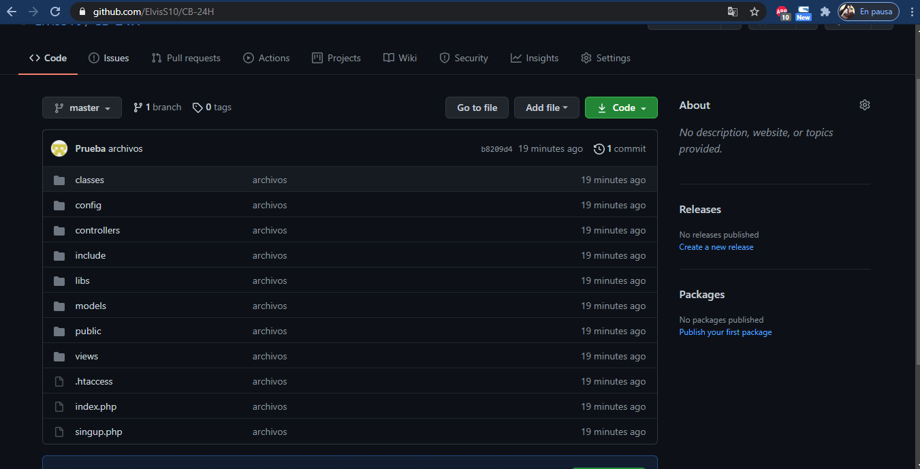 github.com/ElvisS10/CB-24H
10
New
En pausa
Code
Issues
Pull requests
Actions
Projects
Wiki
Security
Insights
Settings
master
1 branch
0 tags
Go to file
Add file
Code
About
No description, website, or topics
provided.
Prueba archivos
b8209d4 19 minutes ago 1 commit
classes archivos 19 minutes ago
config archivos 19 minutes ago
controllers archivos 19 minutes ago
include archivos 19 minutes ago
libs archivos 19 minutes ago
models archivos 19 minutes ago
public archivos 19 minutes ago
views archivos 19 minutes ago
.htaccess archivos 19 minutes ago
index.php archivos 19 minutes ago
singup.php archivos 19 minutes ago
Releases
No releases published
Create a new release
Packages
No packages published
Publish your first package